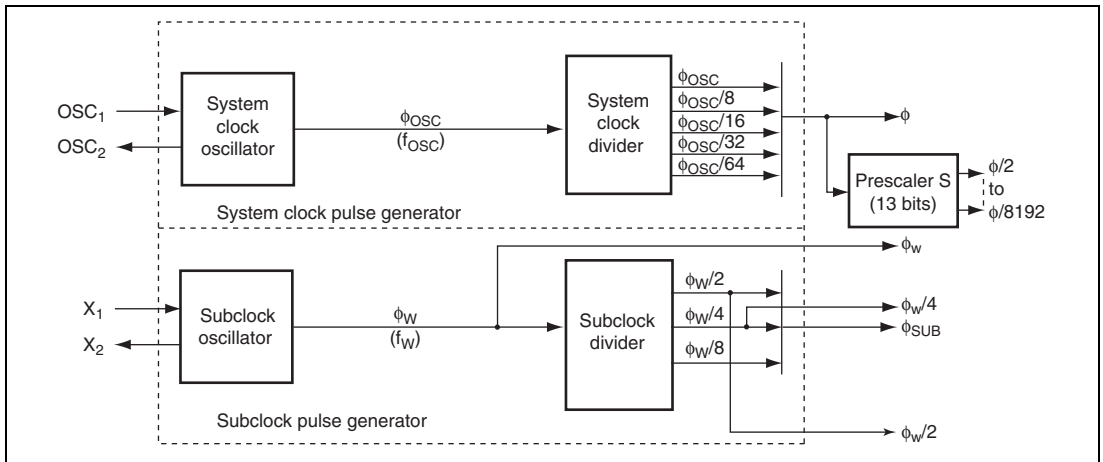 OSC₁
OSC₂
System
clock
oscillator
ϕOSC
(fOSC)
System
clock
divider
ϕOSC
ϕOSC/8
ϕOSC/16
ϕOSC/32
ϕOSC/64
ϕ
Prescaler S
(13 bits)
ϕ/2
to
ϕ/8192
System clock pulse generator
X₁
X₂
Subclock
oscillator
ϕW
(fW)
Subclock
divider
ϕW/2
ϕW/4
ϕW/8
ϕw
ϕw/4
ϕSUB
ϕw/2
Subclock pulse generator